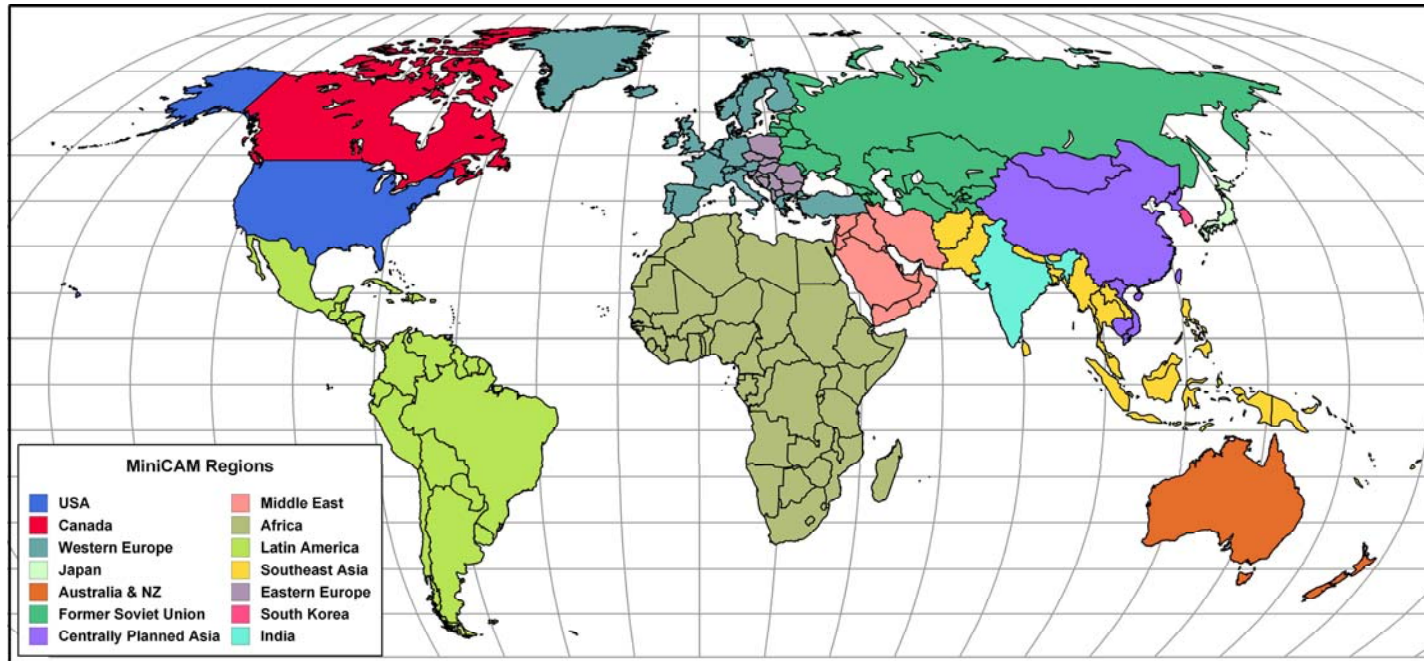 MiniCAM Regions
USA
Canada
Western Europe
Japan
Australia & NZ
Former Soviet Union
Centrally Planned Asia
Middle East
Africa
Latin America
Southeast Asia
Eastern Europe
South Korea
India